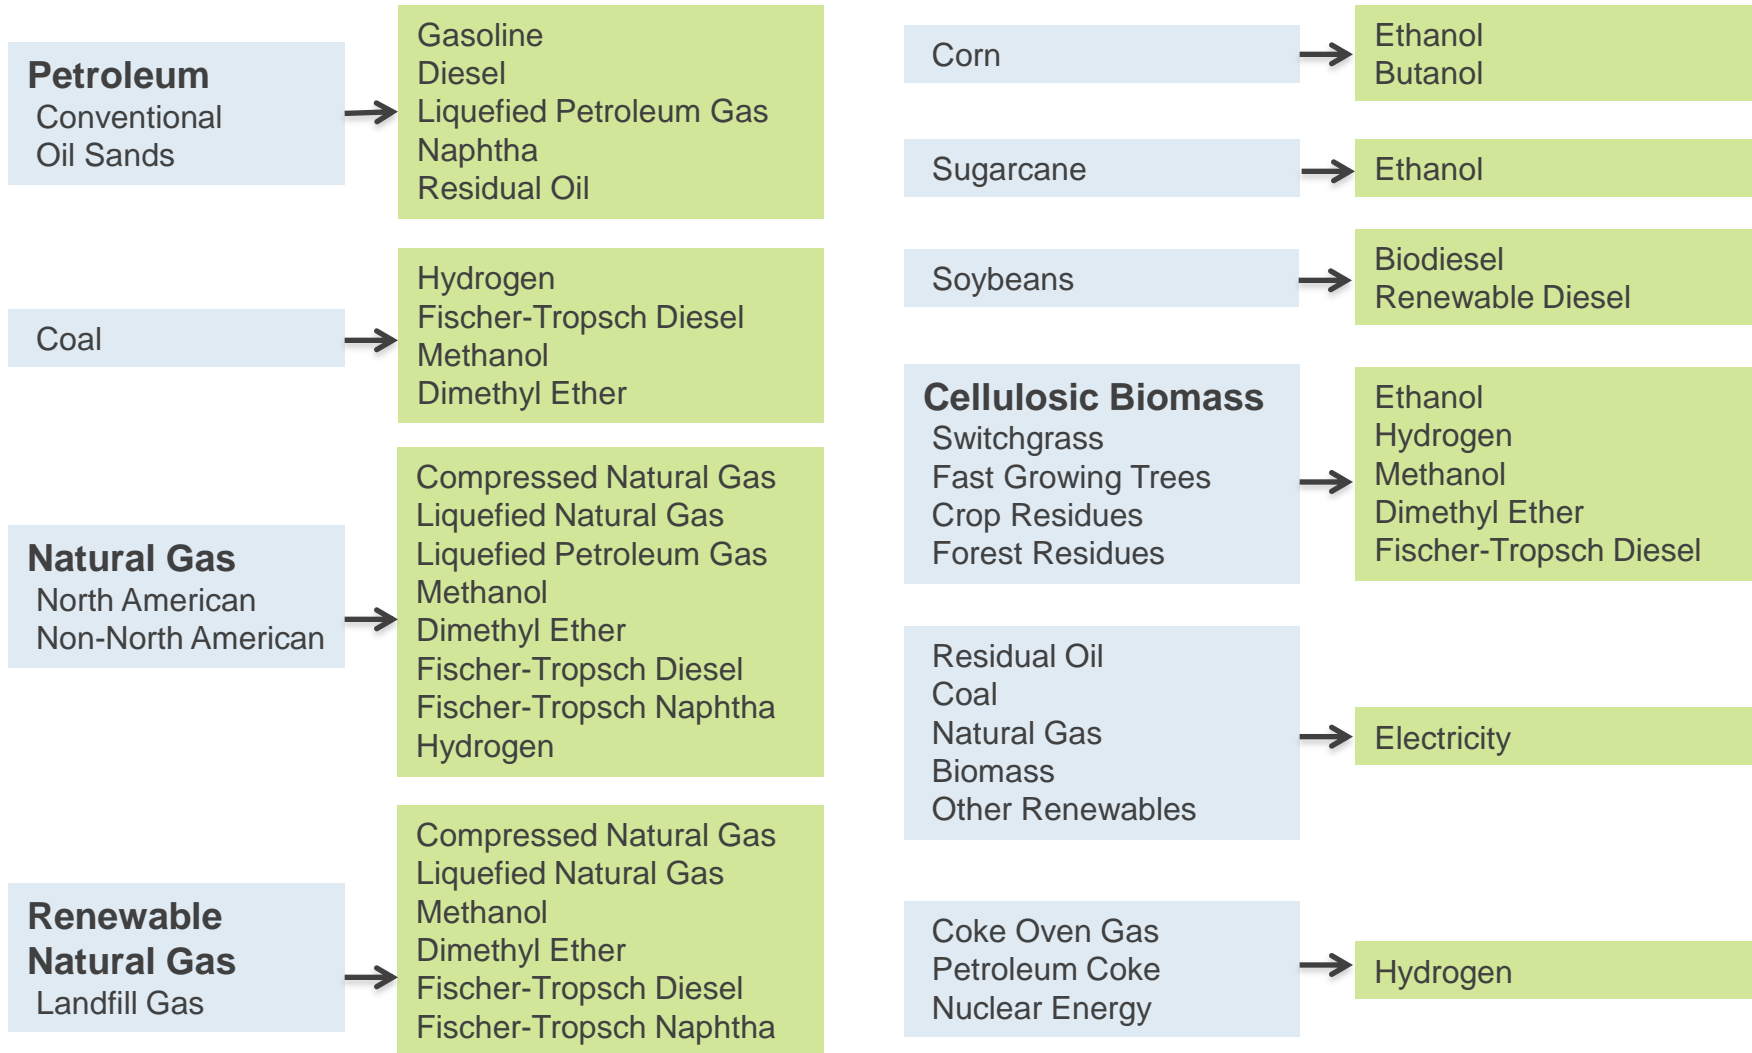 Petroleum
Conventional
Oil Sands
Gasoline
Diesel
Liquefied Petroleum Gas
Naphtha
Residual Oil
Coal
Hydrogen
Fischer-Tropsch Diesel
Methanol
Dimethyl Ether
Natural Gas
North American
Non-North American
Compressed Natural Gas
Liquefied Natural Gas
Liquefied Petroleum Gas
Methanol
Dimethyl Ether
Fischer-Tropsch Diesel
Fischer-Tropsch Naphtha
Hydrogen
Renewable
Natural Gas
Landfill Gas
Compressed Natural Gas
Liquefied Natural Gas
Methanol
Dimethyl Ether
Fischer-Tropsch Diesel
Fischer-Tropsch Naphtha
Corn
Ethanol
Butanol
Sugarcane
Ethanol
Soybeans
Biodiesel
Renewable Diesel
Cellulosic Biomass
Switchgrass
Fast Growing Trees
Crop Residues
Forest Residues
Ethanol
Hydrogen
Methanol
Dimethyl Ether
Fischer-Tropsch Diesel
Residual Oil
Coal
Natural Gas
Biomass
Other Renewables
Electricity
Coke Oven Gas
Petroleum Coke
Nuclear Energy
Hydrogen